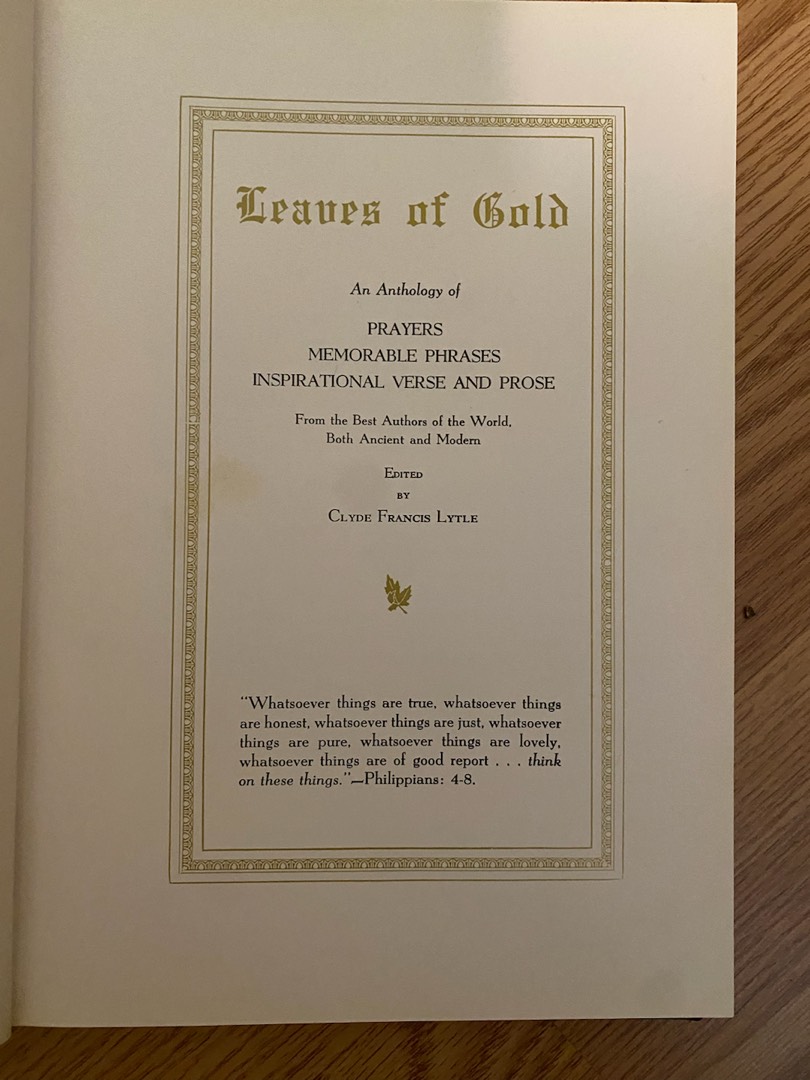 Leaves of Gold
An Anthology of
PRAYERS
MEMORABLE PHRASES
INSPIRATIONAL VERSE AND PROSE
From the Best Authors of the World,
Both Ancient and Modern
EDITED
BY
CLYDE FRANCIS LYTLE
"Whatsoever things are true, whatsoever things
are honest, whatsoever things are just, whatsoever
things are pure, whatsoever things are lovely,
whatsoever things are of good report . . . think
on these things."—Philippians: 4-8.